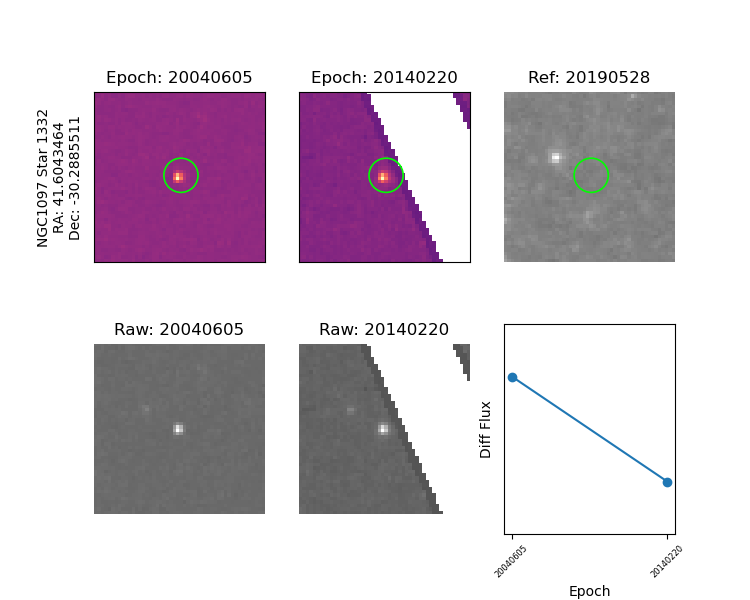 Epoch: 20040605
Epoch: 20140220
Ref: 20190528
NGC1097 Star 1332
RA: 41.6043464
Dec: -30.2885511
Raw: 20040605
Raw: 20140220
Diff Flux
20040605
20140220
Epoch